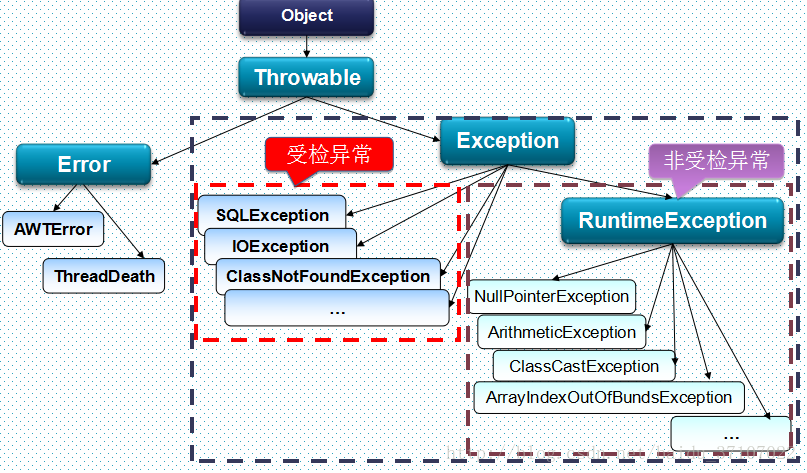 Object
Throwable
Exception
Error
受检异常
非受检异常
SQLException
IOException
ClassNotFoundException
...
AWTError
ThreadDeath
RuntimeException
NullPointerException
ArithmeticException
ClassCastException
ArrayIndexOutOfBundsException
...